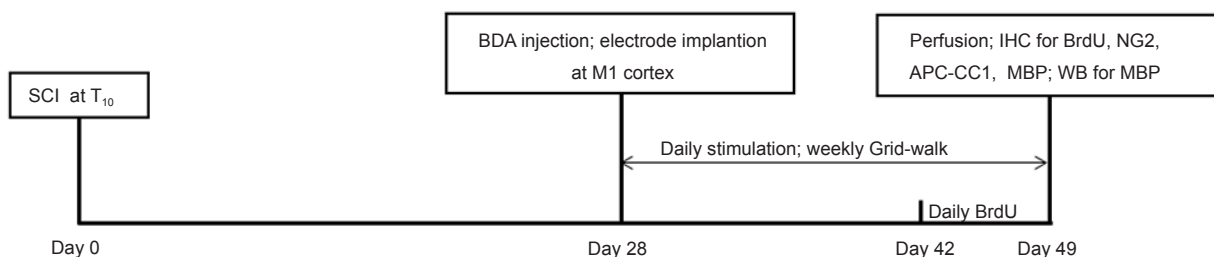 BDA injection; electrode implantion
at M1 cortex
Perfusion; IHC for BrdU, NG2,
APC-CC1, MBP; WB for MBP
SCI at T10
Daily stimulation; weekly Grid-walk
Daily BrdU
Day 0
Day 28
Day 42
Day 49